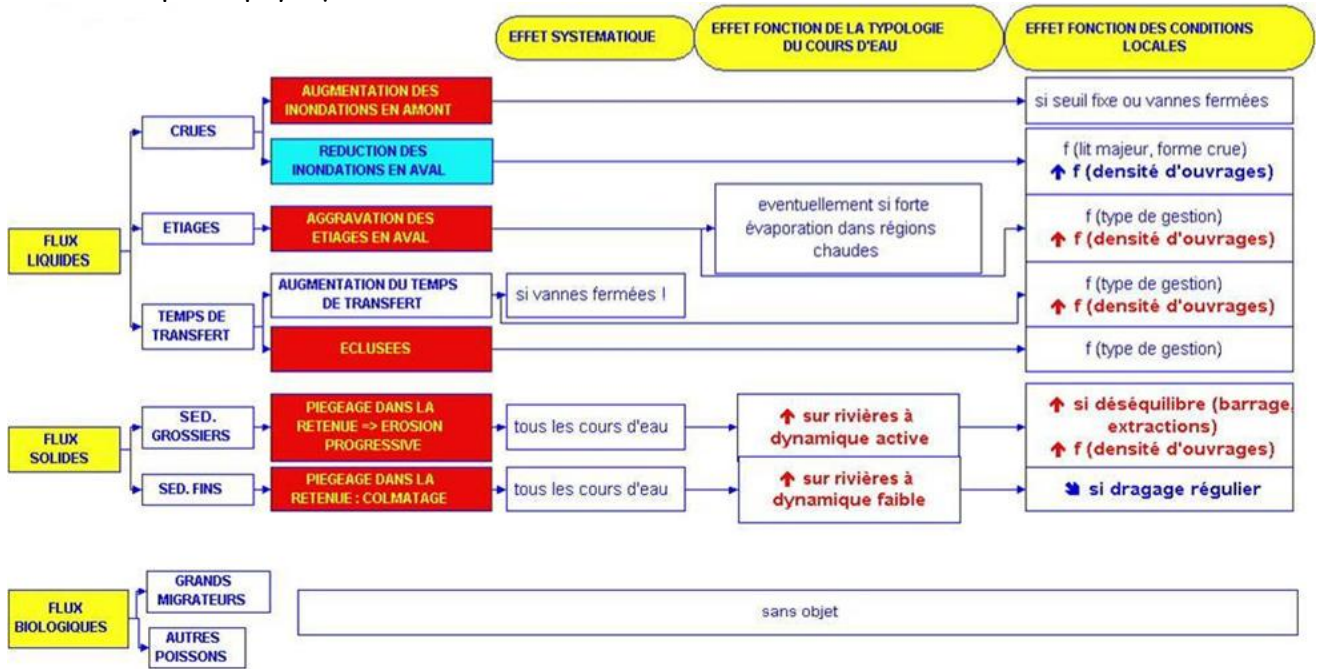 EFFET SYSTEMATIQUE
EFFET FONCTION DE LA TYPOLOGIE
DU COURS D'EAU
EFFET FONCTION DES CONDITIONS
LOCALES
FLUX
LIQUIDES
CRUES
AUGMENTATION DES
INONDATIONS EN AMONT
si seuil fixe ou vannes fermées
REDUCTION DES
INONDATIONS EN AVAL
f (lit majeur, forme crue)
↑ f (densité d'ouvrages)
ETIAGES
AGGRAVATION DES
ETIAGES EN AVAL
eventuellement si forte
évaporation dans régions
chaudes
f (type de gestion)
↑ f (densité d'ouvrages)
TEMPS DE
TRANSFERT
AUGMENTATION DU TEMPS
DE TRANSFERT
si vannes fermées !
f (type de gestion)
↑ f (densité d'ouvrages)
ECLUSEES
f (type de gestion)
FLUX
SOLIDES
SED.
GROSSIERS
PIEGEAGE DANS LA
RETENUE => EROSION
PROGRESSIVE
tous les cours d'eau
↑ sur rivières à
dynamique active
↑ si déséquilibre (barrage,
extractions)
↑ f (densité d'ouvrages)
SED. FINS
PIEGEAGE DANS LA
RETENUE : COLMATAGE
tous les cours d'eau
↑ sur rivières à
dynamique faible
↘ si dragage régulier
FLUX
BIOLOGIQUES
GRANDS
MIGRATEURS
AUTRES
POISSONS
sans objet